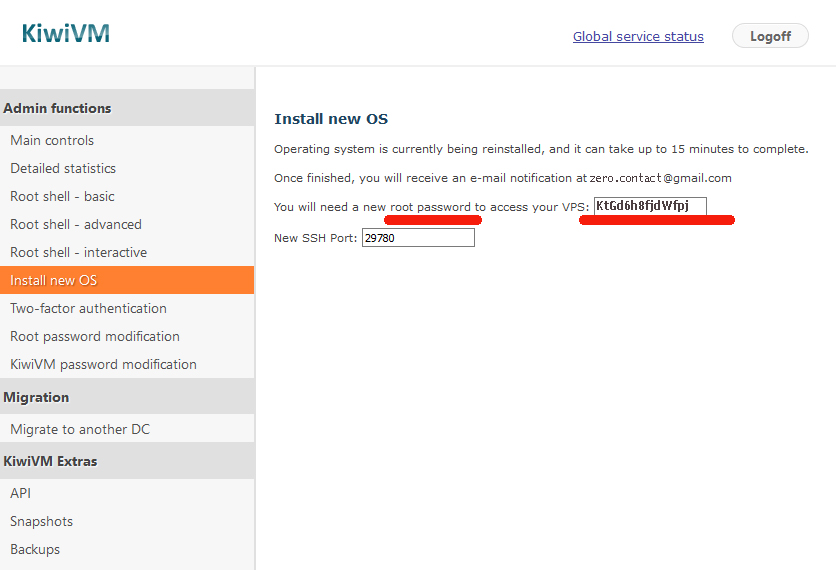 KiwiVM
Global service status
Logoff
Admin functions
Main controls
Detailed statistics
Root shell - basic
Root shell - advanced
Root shell - interactive
Install new OS
Two-factor authentication
Root password modification
KiwiVM password modification
Migration
Migrate to another DC
KiwiVM Extras
API
Snapshots
Backups
Install new OS
Operating system is currently being reinstalled, and it can take up to 15 minutes to complete.
Once finished, you will receive an e-mail notification at zero.contact@gmail.com
You will need a new root password to access your VPS: KtGd6h8fjdWfpj
New SSH Port: 29780